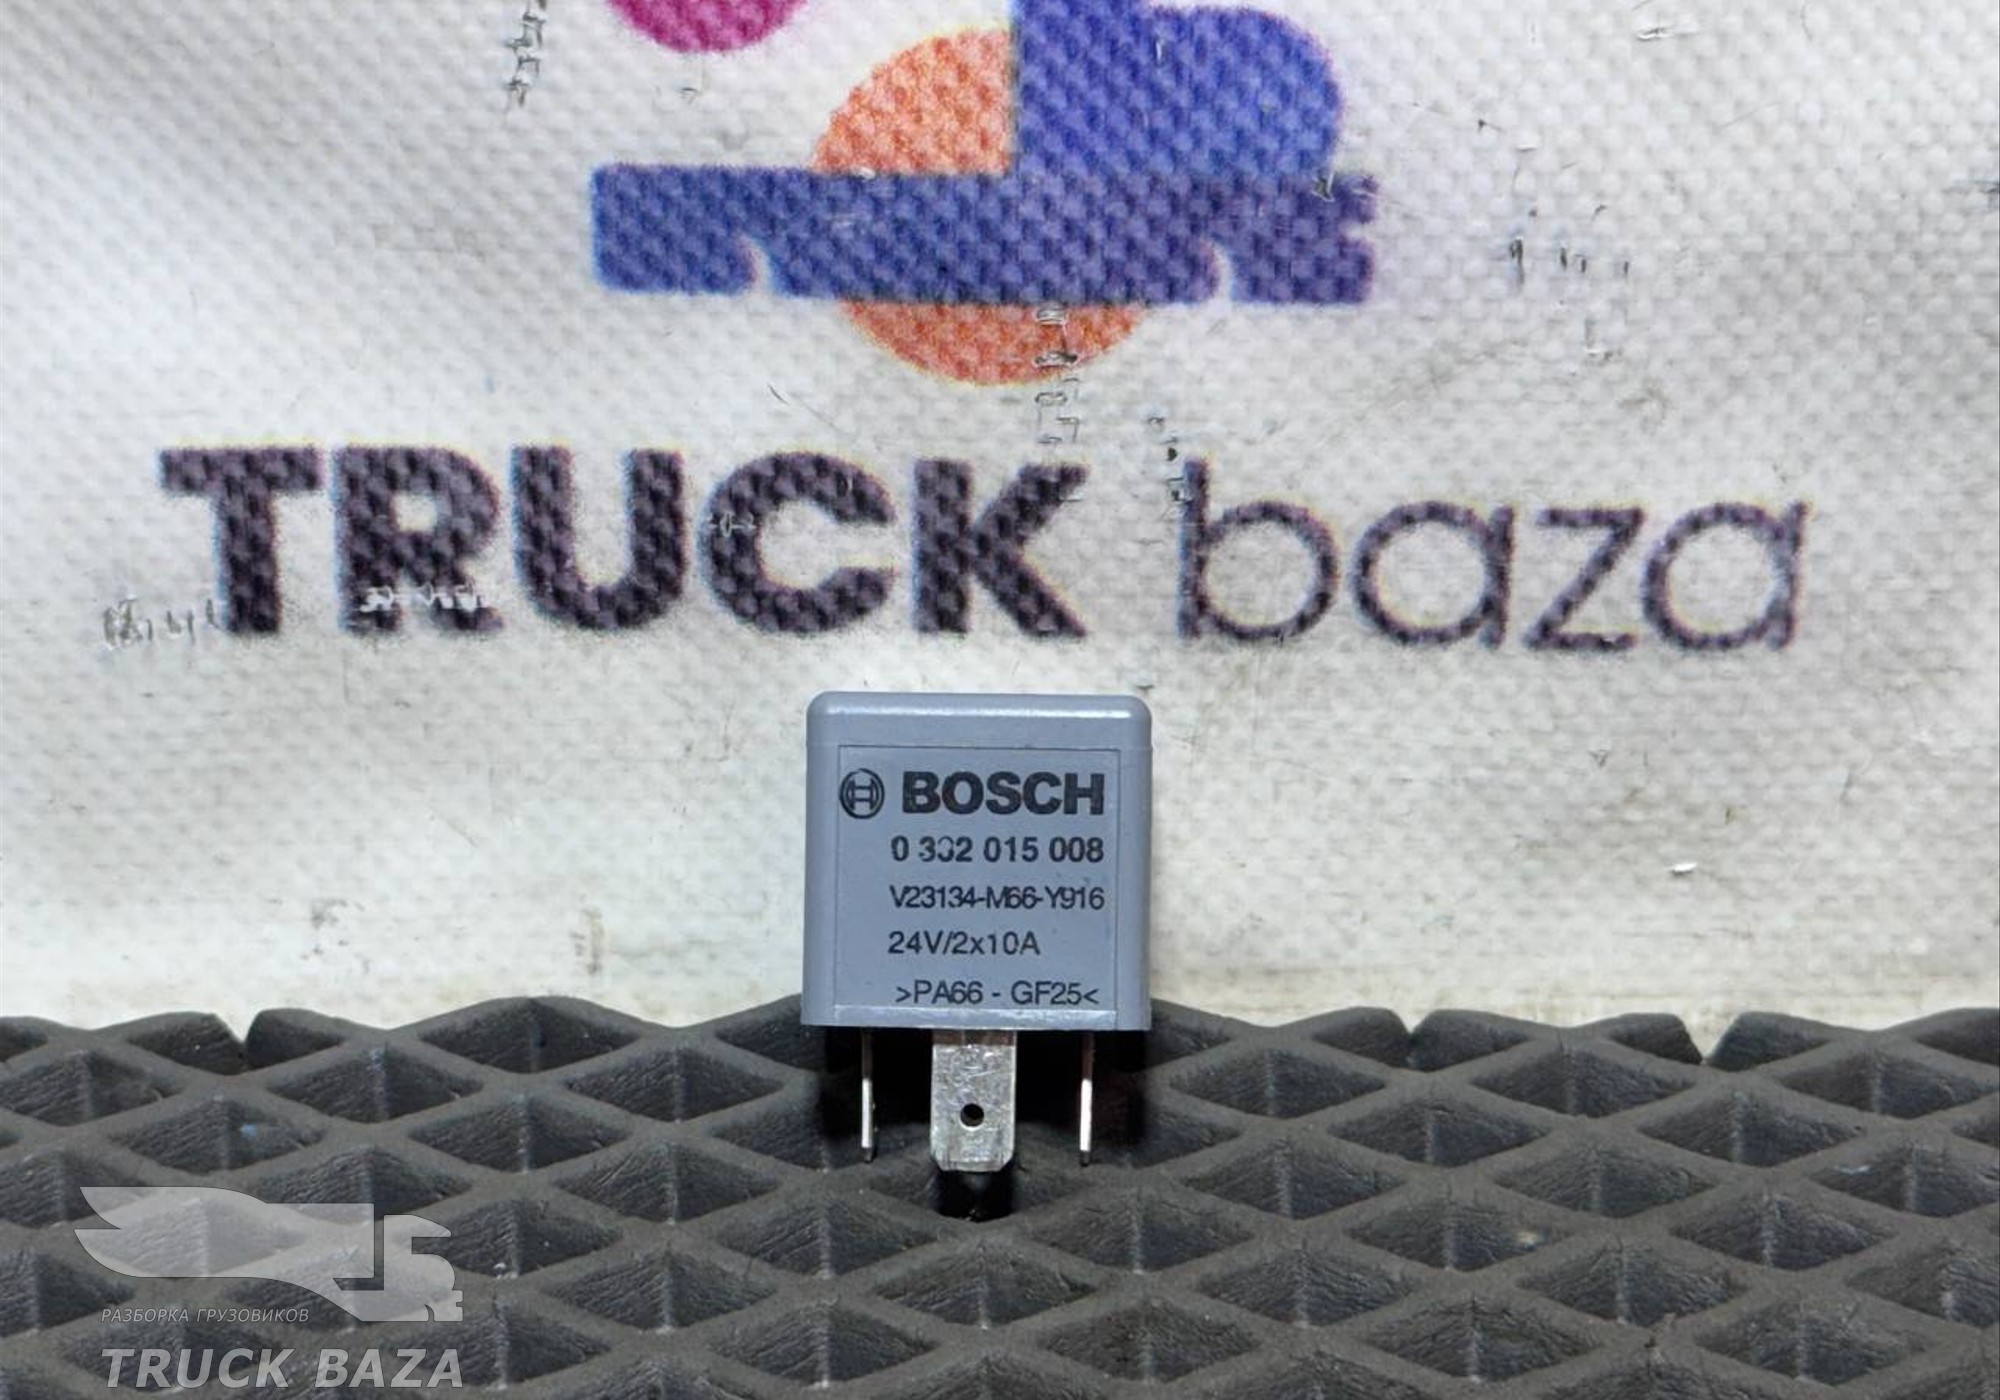 TRUCK baza
BOSCH
0 332 015 008
V23134-M66-Y916
24V/2x10A
>PA66 - GF25<
РАЗБОРКА ГРУЗОВИКОВ
TRUCK BAZA